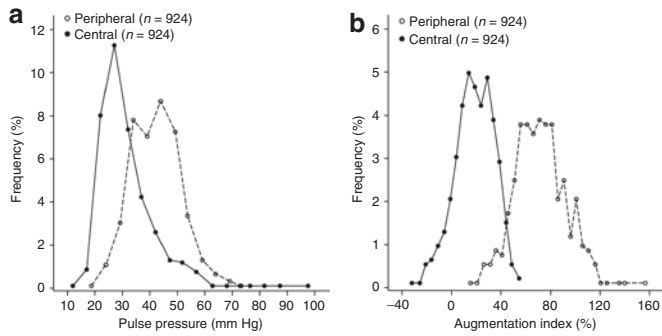 a
Peripheral (n = 924)
Central (n = 924)
12
10
8
6
4
2
0
Frequency (%)
10 20 30 40 50 60 70 80 90 100
Pulse pressure (mm Hg)
b
Peripheral (n = 924)
Central (n = 924)
6
5
4
3
2
1
0
Frequency (%)
−40 0 40 80 120 160
Augmentation index (%)